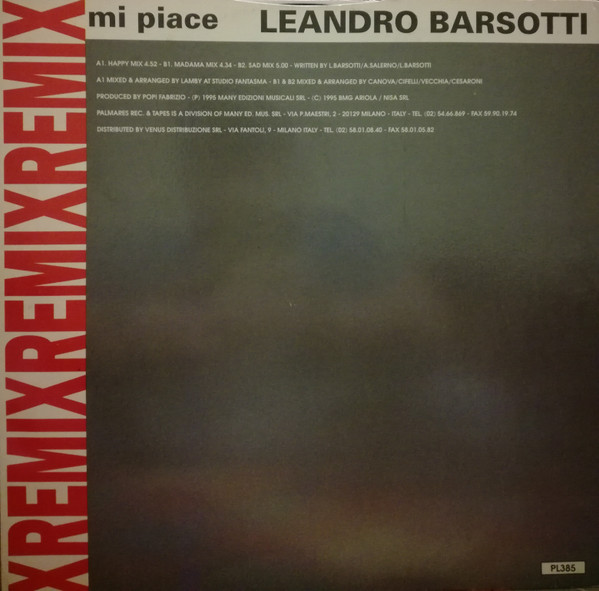 mi piace LEANDRO BARSOTTI
A1. HAPPY MIX 4.52 - B1. MADAMA MIX 4.34 - B2. SAD MIX 5.00 - WRITTEN BY L.BARSOTTI/A.SALERNO/L.BARSOTTI
A1 MIXED & ARRANGED BY LAMBY AT STUDIO FANTASMA - B1 & B2 MIXED & ARRANGED BY CANOVA/CIFELLI/VECCHIA/CESARONI
PRODUCED BY POPI FABRIZIO - (P) 1995 MANY EDIZIONI MUSICALI SRL - (C) 1995 BMG ARIOLA / NISA SRL
PALMARES REC. & TAPES IS A DIVISION OF MANY ED. MUS. SRL - VIA P.MAESTRI, 2 - 20129 MILANO - ITALY - TEL. (02) 54.66.869 - FAX 59.90.19.74
DISTRIBUTED BY VENUS DISTRIBUZIONE SRL - VIA FANTOLI, 9 - MILANO ITALY - TEL. (02) 58.01.08.40 - FAX 58.01.05.82
XREMIXREMIXREMIXREMIX
PL385